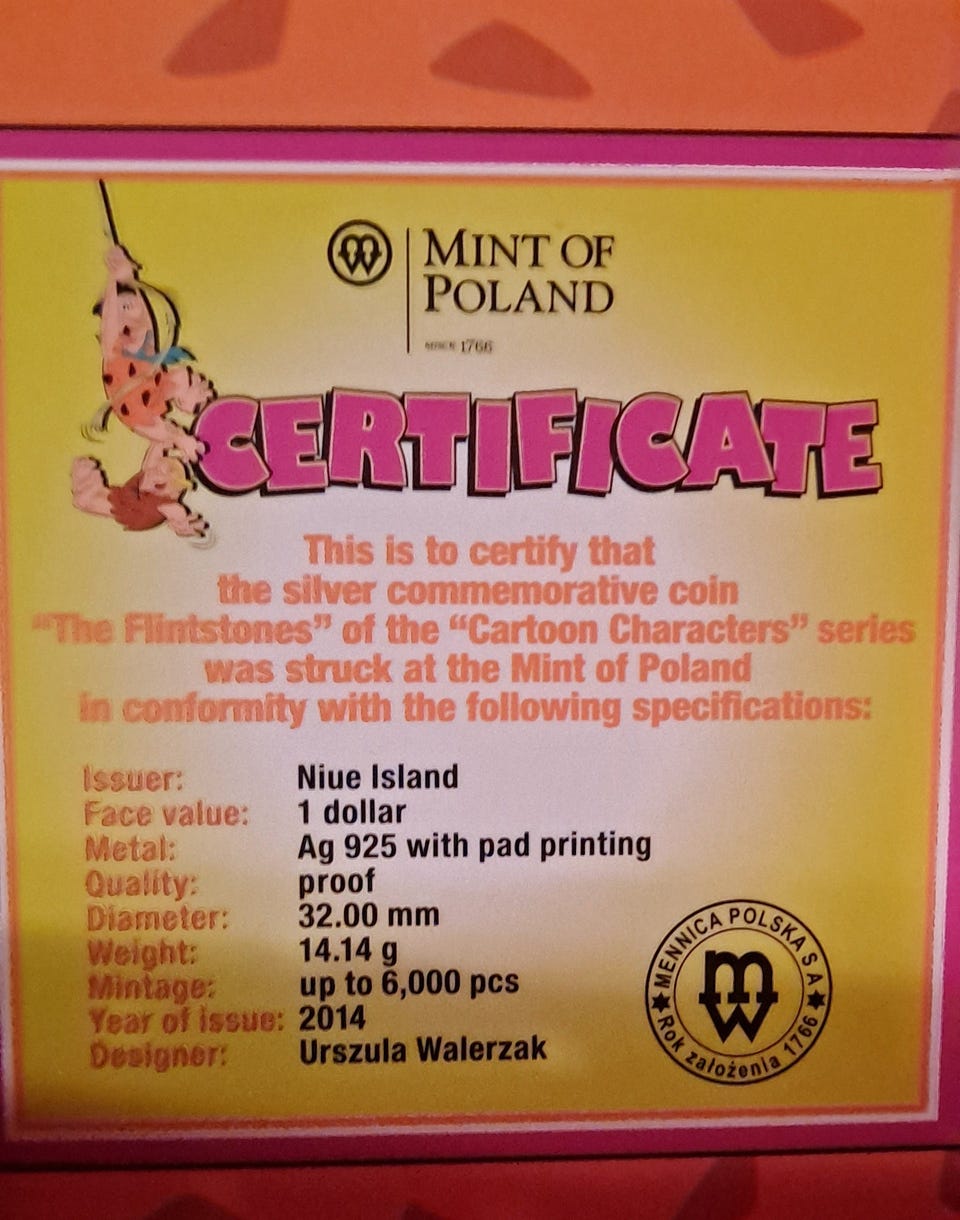 MINT OF
POLAND
SINCE 1766
CERTIFICATE
This is to certify that
the silver commemorative coin
"The Flintstones" of the "Cartoon Characters" series
was struck at the Mint of Poland
in conformity with the following specifications:
Issuer: Niue Island
Face value: 1 dollar
Metal: Ag 925 with pad printing
Quality: proof
Diameter: 32.00 mm
Weight: 14.14 g
Mintage: up to 6,000 pcs
Year of issue: 2014
Designer: Urszula Walerzak
MENNICA POLSKA S A
Rok założenia 1766